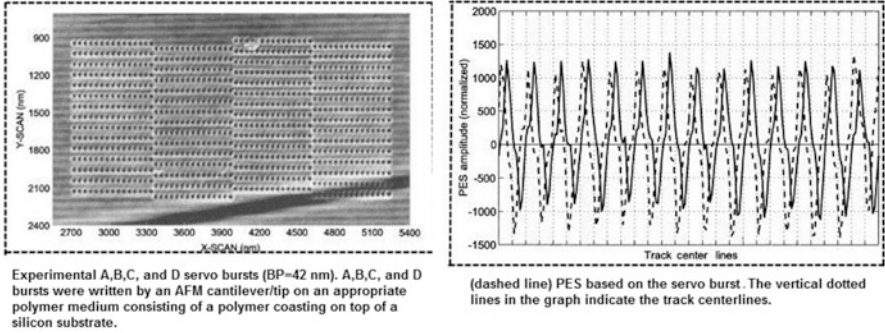 900
1200
1500
1800
2100
2400
Y-SCAN (nm)
2700 3000 3300 3600 3900 4200 4500 4800 5100 5400
X-SCAN (nm)
Experimental A,B,C, and D servo bursts (BP=42 nm). A,B,C, and D
bursts were written by an AFM cantilever/tip on an appropriate
polymer medium consisting of a polymer coasting on top of a
silicon substrate.
2000
1500
1000
500
0
-500
-1000
-1500
PES amplitude (normalized)
Track center lines
(dashed line) PES based on the servo burst. The vertical dotted
lines in the graph indicate the track centerlines.